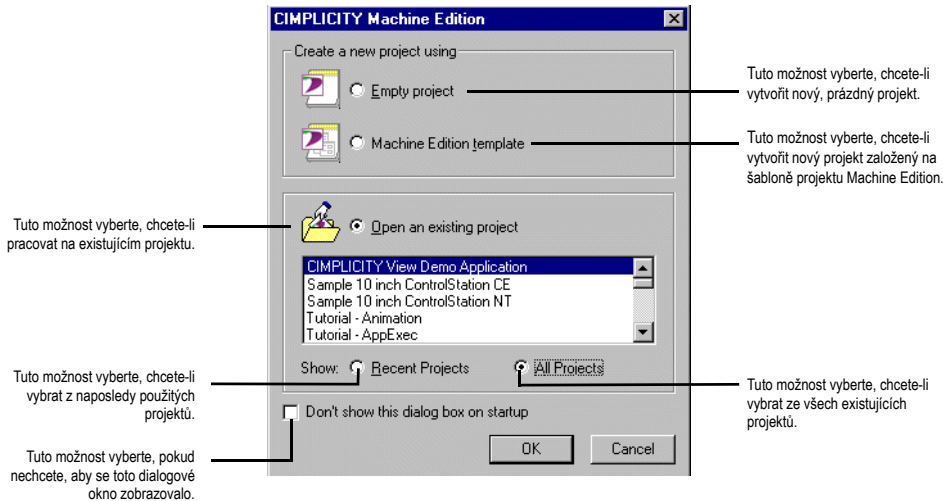 CIMPLICITY Machine Edition
Create a new project using
Empty project
Machine Edition template
Open an existing project
CIMPLICITY View Demo Application
Sample 10 inch ControlStation CE
Sample 10 inch ControlStation NT
Tutorial - Animation
Tutorial - AppExec
Show: Recent Projects All Projects
Don't show this dialog box on startup
OK Cancel
Tuto možnost vyberte, chcete-li
vytvořit nový, prázdný projekt.
Tuto možnost vyberte, chcete-li
vytvořit nový projekt založený na
šabloně projektu Machine Edition.
Tuto možnost vyberte, chcete-li
pracovat na existujícím projektu.
Tuto možnost vyberte, chcete-li
vybrat z naposledy použitých
projektů.
Tuto možnost vyberte, chcete-li
vybrat ze všech existujících
projektů.
Tuto možnost vyberte, pokud
nechcete, aby se toto dialogové
okno zobrazovalo.